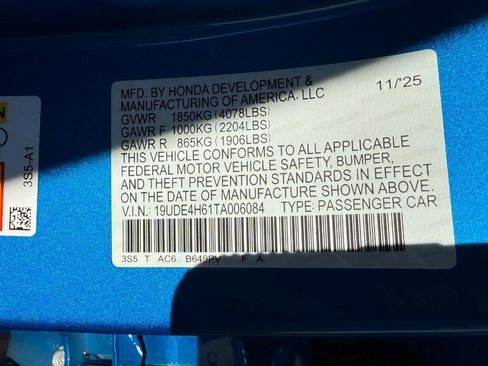 MFD. BY HONDA DEVELOPMENT & 11/'25
MANUFACTURING OF AMERICA, LLC
GVWR 1850KG(4078LBS)
GAWR F 1000KG(2204LBS)
GAWR R 865KG(1906LBS)
THIS VEHICLE CONFORMS TO ALL APPLICABLE
FEDERAL MOTOR VEHICLE SAFETY, BUMPER,
AND THEFT PREVENTION STANDARDS IN EFFECT
ON THE DATE OF MANUFACTURE SHOWN ABOVE.
V.I.N.: 19UDE4H61TA006084 TYPE: PASSENGER CAR
3S5 T AC6 B649PV F A
3S5-A1